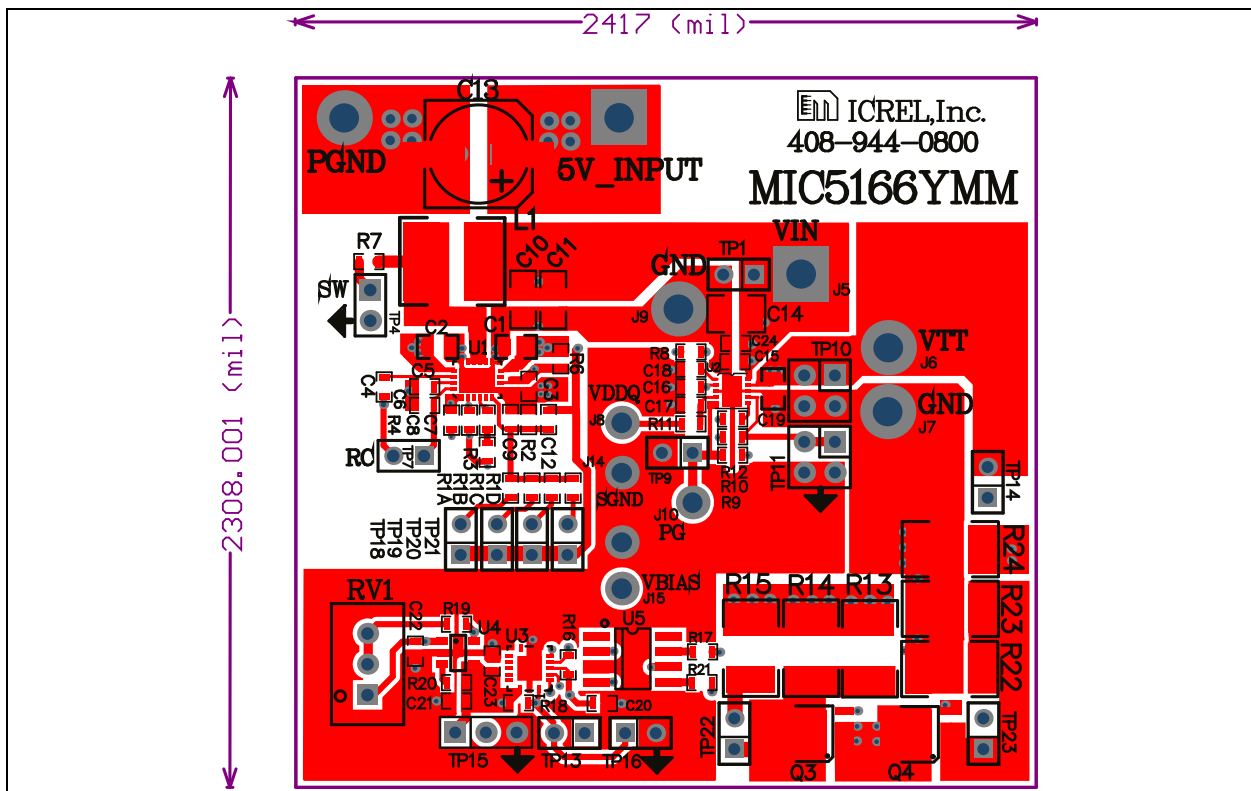 2417 (mil)
2308.001 (mil)
C13
PGND
5V_INPUT
ICREL,Inc.
408-944-0800
MIC5166YMM
L1
R7
SW
TP4
C10
C11
GND
TP1
VIN
J5
J9
C14
C2
C1
U1
R6
C24
C15
R8
U2
C18
C16
C17
R11
TP10
VTT
J6
GND
J7
C4
C5
C3
C6
R4
C8
C7
VDDQ
J8
C19
RC
TP7
R3
C9
R2
C12
J14
SGND
TP9
R12
R10
R9
TP11
TP14
J10
PG
R1A
R1B
R1C
R1D
TP18
TP19
TP20
TP21
VBIAS
J15
R24
R23
R22
R15
R14
R13
RV1
C22
R19
U4
U3
R16
U5
R17
R21
R20
C21
C23
R18
C20
TP15
TP13
TP16
TP22
Q3
Q4
TP23